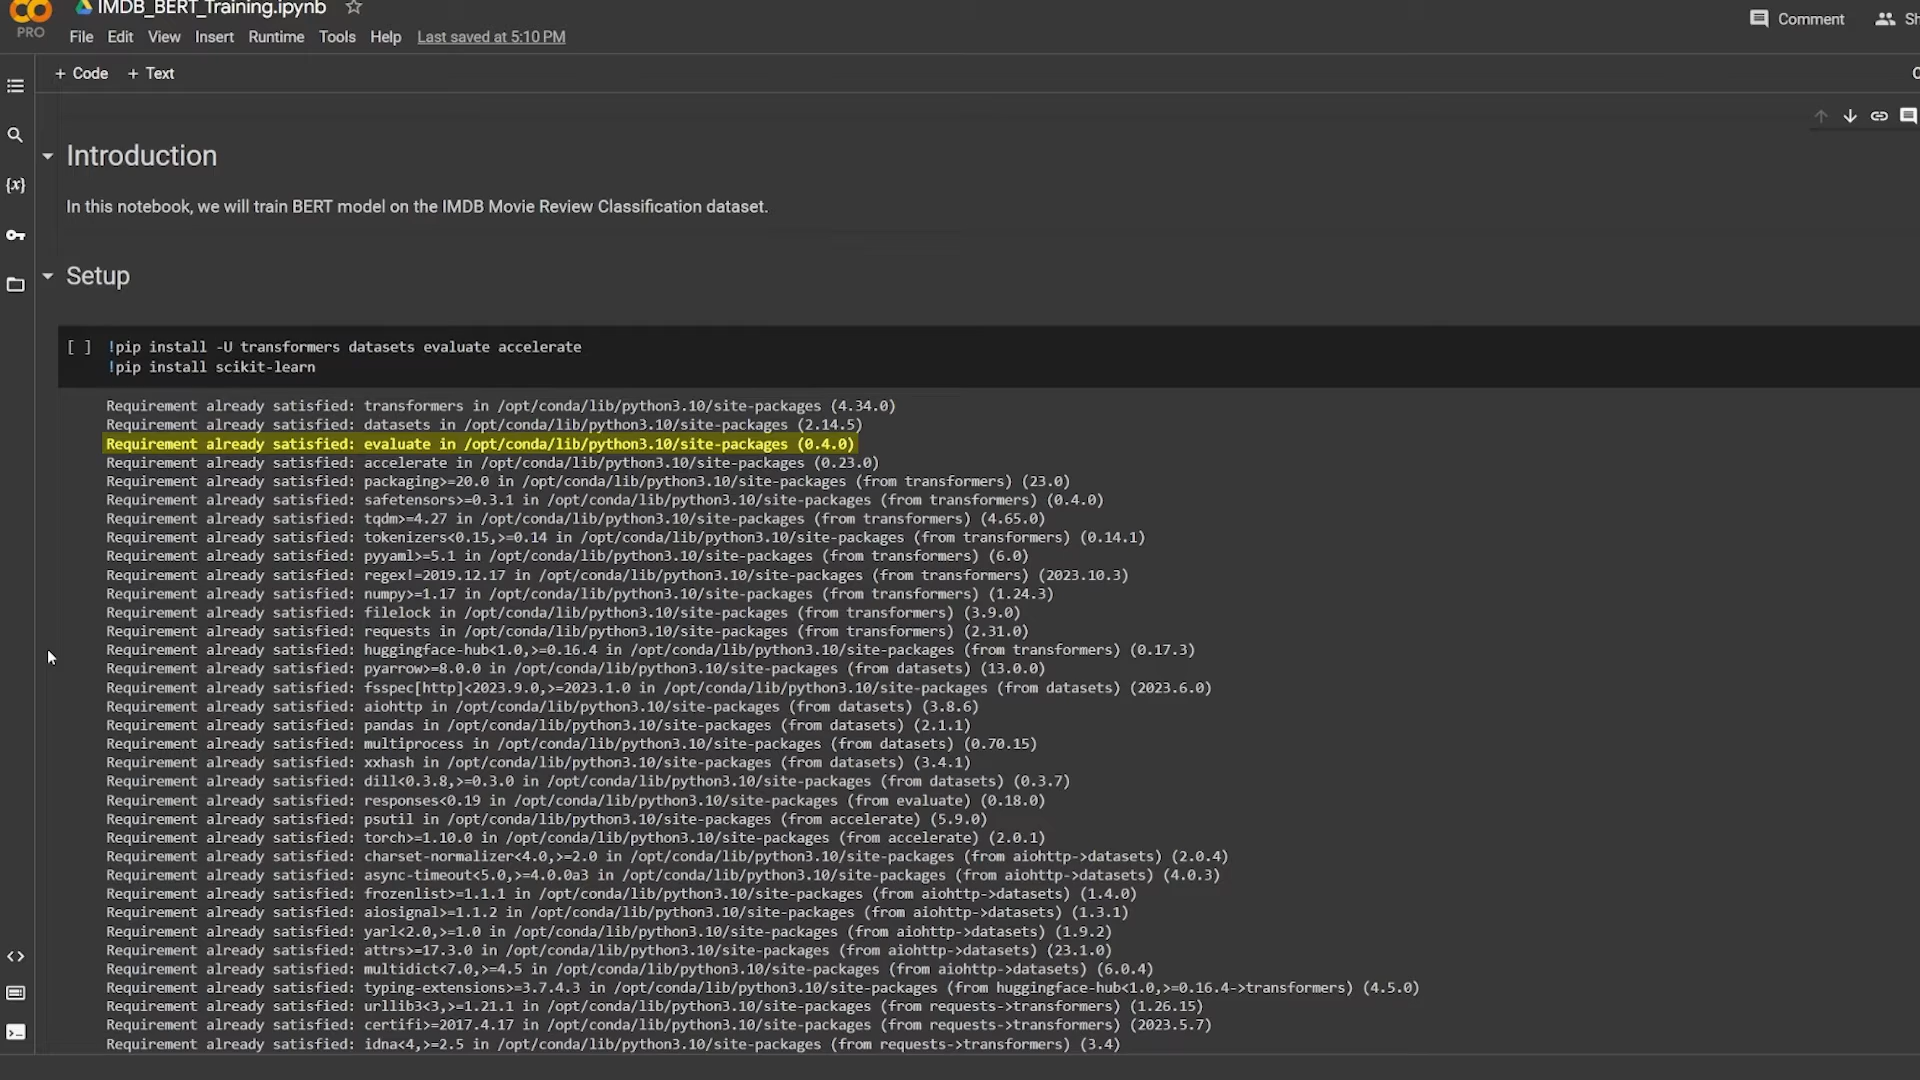 IMDB_BERT_Training.ipynb
PRO
File Edit View Insert Runtime Tools Help Last saved at 5:10 PM
Comment
+ Code + Text
Introduction
{x}
In this notebook, we will train BERT model on the IMDB Movie Review Classification dataset.
Setup
[ ] !pip install -U transformers datasets evaluate accelerate
!pip install scikit-learn
Requirement already satisfied: transformers in /opt/conda/lib/python3.10/site-packages (4.34.0)
Requirement already satisfied: datasets in /opt/conda/lib/python3.10/site-packages (2.14.5)
Requirement already satisfied: evaluate in /opt/conda/lib/python3.10/site-packages (0.4.0)
Requirement already satisfied: accelerate in /opt/conda/lib/python3.10/site-packages (0.23.0)
Requirement already satisfied: packaging>=20.0 in /opt/conda/lib/python3.10/site-packages (from transformers) (23.0)
Requirement already satisfied: safetensors>=0.3.1 in /opt/conda/lib/python3.10/site-packages (from transformers) (0.4.0)
Requirement already satisfied: tqdm>=4.27 in /opt/conda/lib/python3.10/site-packages (from transformers) (4.65.0)
Requirement already satisfied: tokenizers<0.15,>=0.14 in /opt/conda/lib/python3.10/site-packages (from transformers) (0.14.1)
Requirement already satisfied: pyyaml>=5.1 in /opt/conda/lib/python3.10/site-packages (from transformers) (6.0)
Requirement already satisfied: regex!=2019.12.17 in /opt/conda/lib/python3.10/site-packages (from transformers) (2023.10.3)
Requirement already satisfied: numpy>=1.17 in /opt/conda/lib/python3.10/site-packages (from transformers) (1.24.3)
Requirement already satisfied: filelock in /opt/conda/lib/python3.10/site-packages (from transformers) (3.9.0)
Requirement already satisfied: requests in /opt/conda/lib/python3.10/site-packages (from transformers) (2.31.0)
Requirement already satisfied: huggingface-hub<1.0,>=0.16.4 in /opt/conda/lib/python3.10/site-packages (from transformers) (0.17.3)
Requirement already satisfied: pyarrow>=8.0.0 in /opt/conda/lib/python3.10/site-packages (from datasets) (13.0.0)
Requirement already satisfied: fsspec[http]<2023.9.0,>=2023.1.0 in /opt/conda/lib/python3.10/site-packages (from datasets) (2023.6.0)
Requirement already satisfied: aiohttp in /opt/conda/lib/python3.10/site-packages (from datasets) (3.8.6)
Requirement already satisfied: pandas in /opt/conda/lib/python3.10/site-packages (from datasets) (2.1.1)
Requirement already satisfied: multiprocess in /opt/conda/lib/python3.10/site-packages (from datasets) (0.70.15)
Requirement already satisfied: xxhash in /opt/conda/lib/python3.10/site-packages (from datasets) (3.4.1)
Requirement already satisfied: dill<0.3.8,>=0.3.0 in /opt/conda/lib/python3.10/site-packages (from datasets) (0.3.7)
Requirement already satisfied: responses<0.19 in /opt/conda/lib/python3.10/site-packages (from evaluate) (0.18.0)
Requirement already satisfied: psutil in /opt/conda/lib/python3.10/site-packages (from accelerate) (5.9.0)
Requirement already satisfied: torch>=1.10.0 in /opt/conda/lib/python3.10/site-packages (from accelerate) (2.0.1)
Requirement already satisfied: charset-normalizer<4.0,>=2.0 in /opt/conda/lib/python3.10/site-packages (from aiohttp->datasets) (2.0.4)
Requirement already satisfied: async-timeout<5.0,>=4.0.0a3 in /opt/conda/lib/python3.10/site-packages (from aiohttp->datasets) (4.0.3)
Requirement already satisfied: frozenlist>=1.1.1 in /opt/conda/lib/python3.10/site-packages (from aiohttp->datasets) (1.4.0)
Requirement already satisfied: aiosignal>=1.1.2 in /opt/conda/lib/python3.10/site-packages (from aiohttp->datasets) (1.3.1)
Requirement already satisfied: yarl<2.0,>=1.0 in /opt/conda/lib/python3.10/site-packages (from aiohttp->datasets) (1.9.2)
Requirement already satisfied: attrs>=17.3.0 in /opt/conda/lib/python3.10/site-packages (from aiohttp->datasets) (23.1.0)
Requirement already satisfied: multidict<7.0,>=4.5 in /opt/conda/lib/python3.10/site-packages (from aiohttp->datasets) (6.0.4)
Requirement already satisfied: typing-extensions>=3.7.4.3 in /opt/conda/lib/python3.10/site-packages (from huggingface-hub<1.0,>=0.16.4->transformers) (4.5.0)
Requirement already satisfied: urllib3<3,>=1.21.1 in /opt/conda/lib/python3.10/site-packages (from requests->transformers) (1.26.15)
Requirement already satisfied: certifi>=2017.4.17 in /opt/conda/lib/python3.10/site-packages (from requests->transformers) (2023.5.7)
Requirement already satisfied: idna<4,>=2.5 in /opt/conda/lib/python3.10/site-packages (from requests->transformers) (3.4)